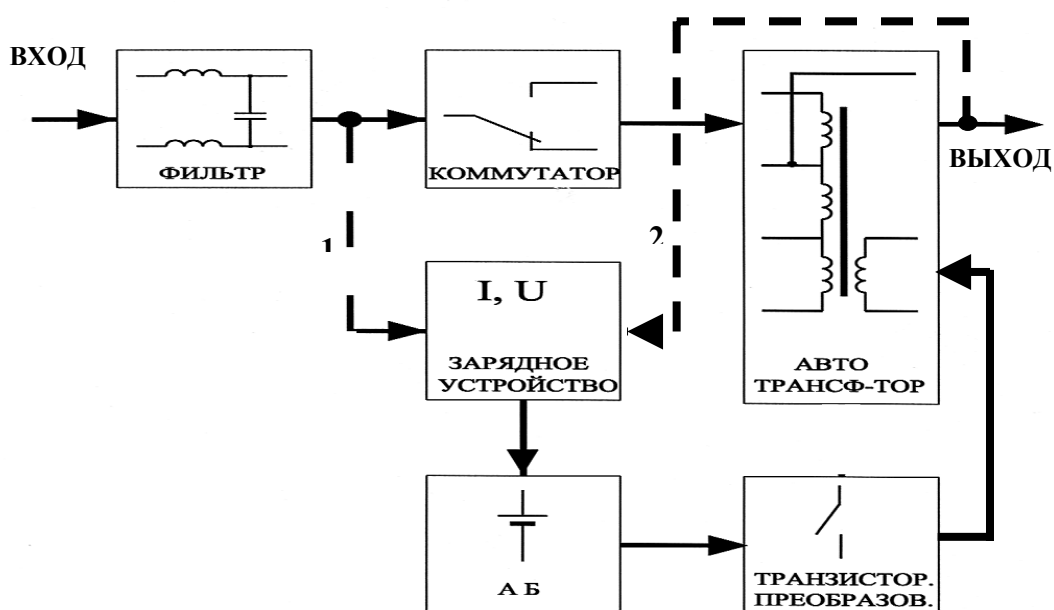 ВХОД
ФИЛЬТР
КОММУТАТОР
ВЫХОД
1
2
I, U
ЗАРЯДНОЕ
УСТРОЙСТВО
АВТО
ТРАНСФ-ТОР
А Б
ТРАНЗИСТОР.
ПРЕОБРАЗОВ.